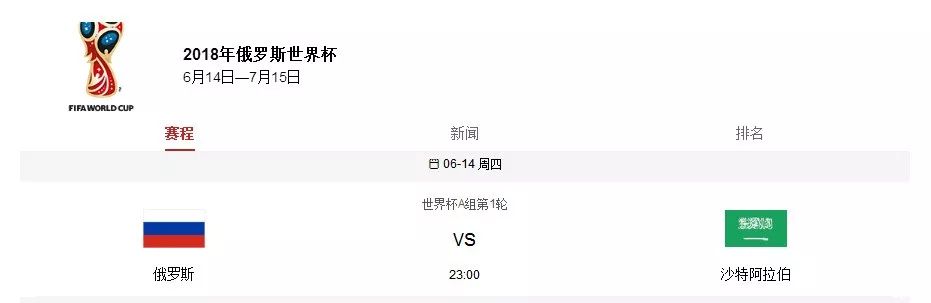 2018年俄罗斯世界杯
6月14日—7月15日
FIFA WORLD CUP
赛程 新闻 排名
06-14 周四
世界杯A组第1轮
VS
俄罗斯 23:00 沙特阿拉伯